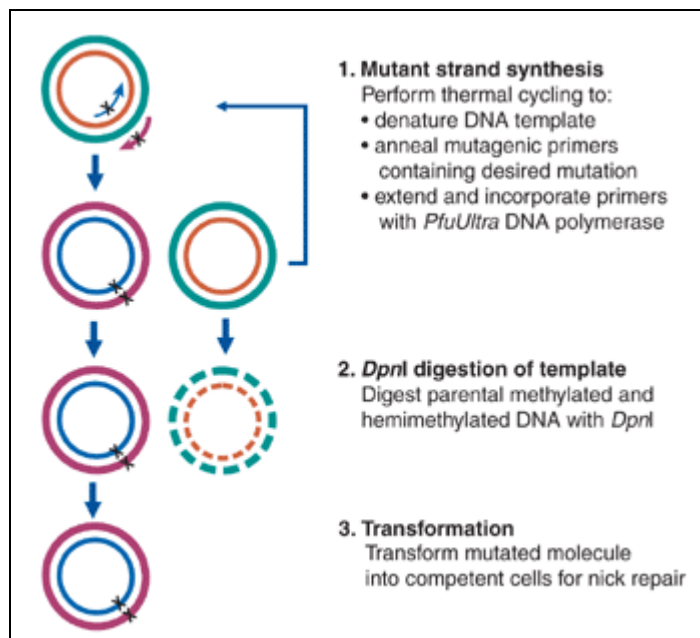 1. Mutant strand synthesis
Perform thermal cycling to:
• denature DNA template
• anneal mutagenic primers
containing desired mutation
• extend and incorporate primers
with PfuUltra DNA polymerase
2. DpnI digestion of template
Digest parental methylated and
hemimethylated DNA with DpnI
3. Transformation
Transform mutated molecule
into competent cells for nick repair